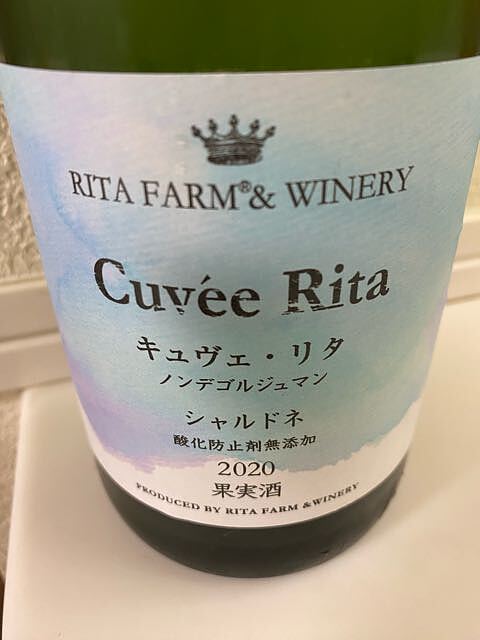 RITA FARM®& WINERY
Cuvée Rita
キュヴェ・リタ
ノンデゴルジュマン
シャルドネ
酸化防止剤無添加
2020
果実酒
PRODUCED BY RITA FARM &WINERY